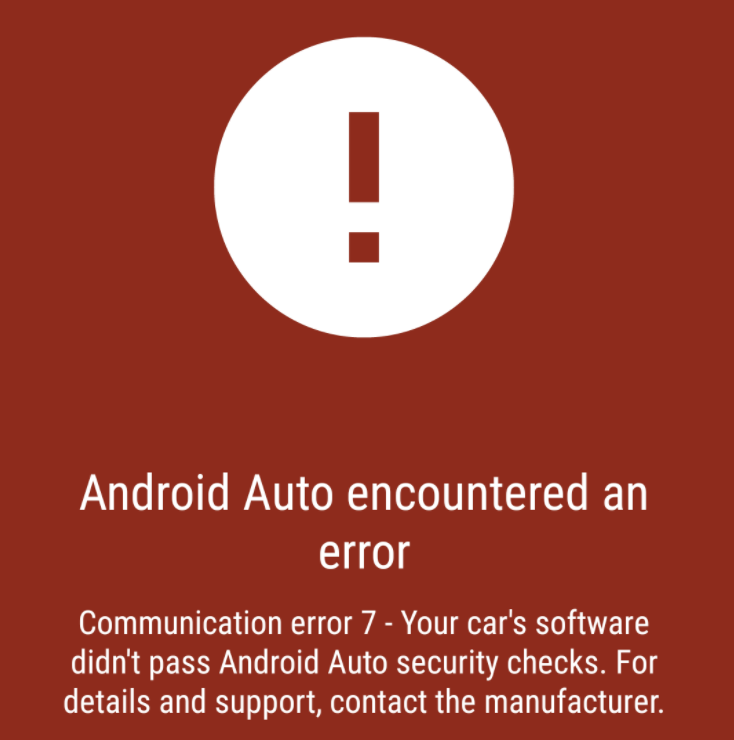 Android Auto encountered an
error
Communication error 7 - Your car's software
didn't pass Android Auto security checks. For
details and support, contact the manufacturer.